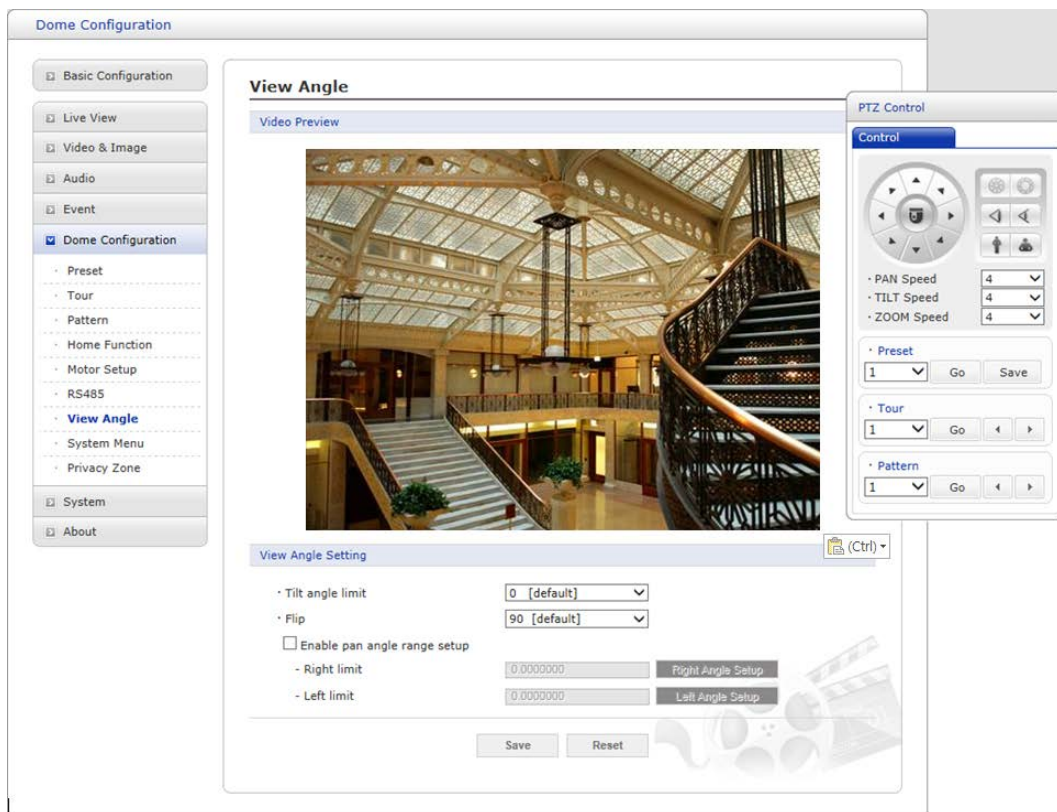 Dome Configuration
Basic Configuration
Live View
Video & Image
Audio
Event
Dome Configuration
Preset
Tour
Pattern
Home Function
Motor Setup
RS485
View Angle
System Menu
Privacy Zone
System
About
View Angle
Video Preview
View Angle Setting
Tilt angle limit 0 [default]
Flip 90 [default]
Enable pan angle range setup
- Right limit 0.0000000 Right Angle Setup
- Left limit 0.0000000 Left Angle Setup
Save Reset
(Ctrl)
PTZ Control
Control
PAN Speed 4
TILT Speed 4
ZOOM Speed 4
Preset
1 Go Save
Tour
1 Go
Pattern
1 Go